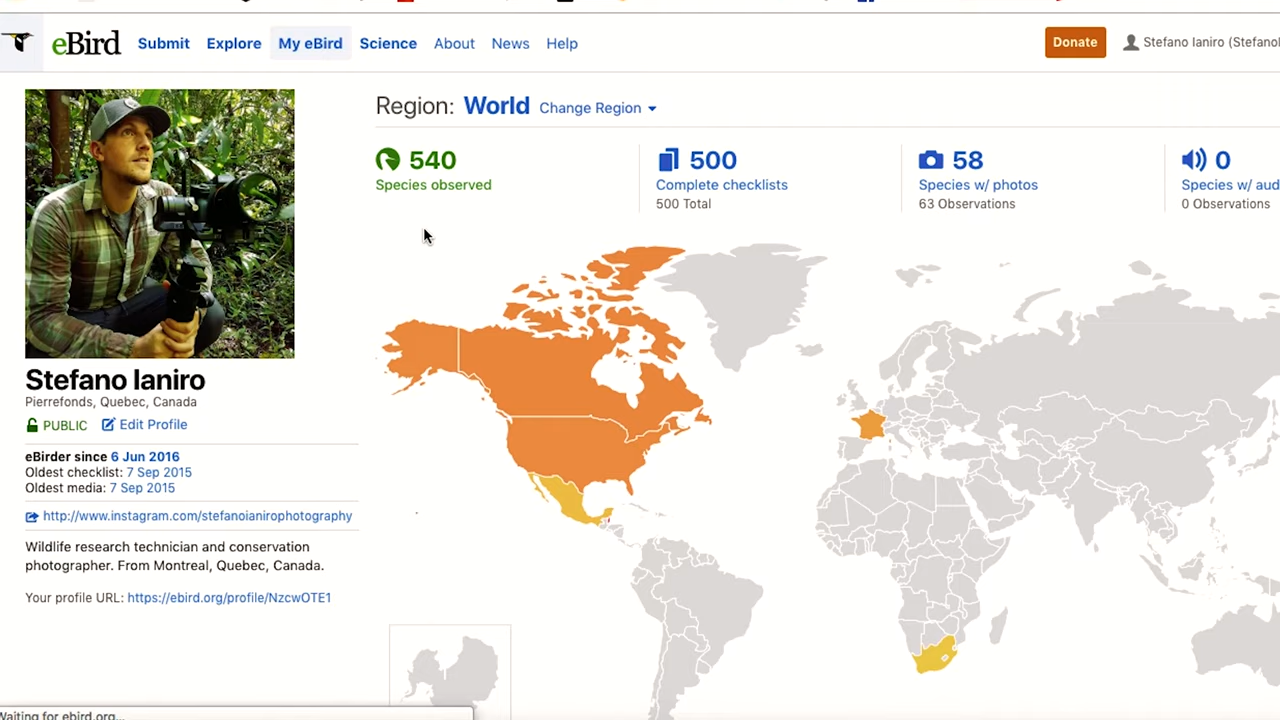 eBird Submit Explore My eBird Science About News Help Donate Stefano Ianiro (Stefanol
Region: World Change Region
540
Species observed
500
Complete checklists
500 Total
58
Species w/ photos
63 Observations
0
Species w/ aud
0 Observations
Stefano Ianiro
Pierrefonds, Quebec, Canada
PUBLIC Edit Profile
eBirder since 6 Jun 2016
Oldest checklist: 7 Sep 2015
Oldest media: 7 Sep 2015
http://www.instagram.com/stefanoianirophotography
Wildlife research technician and conservation
photographer. From Montreal, Quebec, Canada.
Your profile URL: https://ebird.org/profile/NzcwOTE1
Waiting for ebird.org...